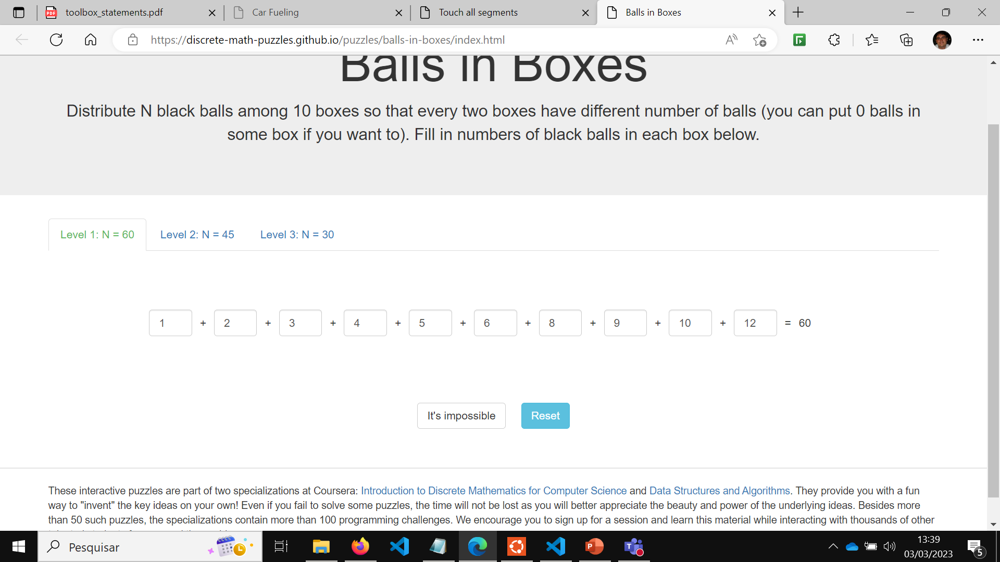 toolbox_statements.pdf
Car Fueling
Touch all segments
Balls in Boxes
https://discrete-math-puzzles.github.io/puzzles/balls-in-boxes/index.html
Balls in Boxes
Distribute N black balls among 10 boxes so that every two boxes have different number of balls (you can put 0 balls in
some box if you want to). Fill in numbers of black balls in each box below.
Level 1: N = 60 Level 2: N = 45 Level 3: N = 30
1 + 2 + 3 + 4 + 5 + 6 + 8 + 9 + 10 + 12 = 60
It's impossible Reset
These interactive puzzles are part of two specializations at Coursera: Introduction to Discrete Mathematics for Computer Science and Data Structures and Algorithms. They provide you with a fun
way to "invent" the key ideas on your own! Even if you fail to solve some puzzles, the time will not be lost as you will better appreciate the beauty and power of the underlying ideas. Besides more
than 50 such puzzles, the specializations contain more than 100 programming challenges. We encourage you to sign up for a session and learn this material while interacting with thousands of other
Pesquisar
13:39
03/03/2023
5